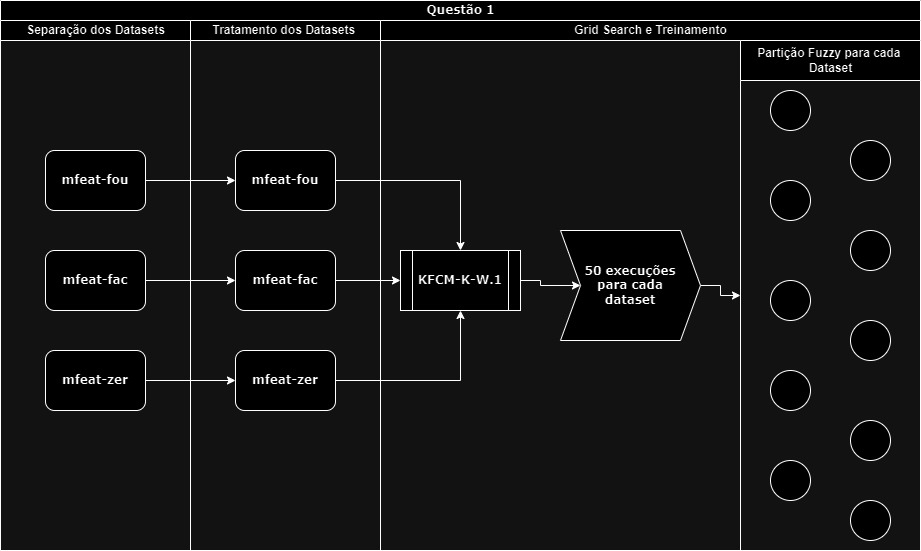 Questão 1
Separação dos Datasets
Tratamento dos Datasets
Grid Search e Treinamento
Partição Fuzzy para cada
Dataset
mfeat-fou
mfeat-fou
mfeat-fac
mfeat-fac
KFCM-K-W.1
50 execuções
para cada
dataset
mfeat-zer
mfeat-zer